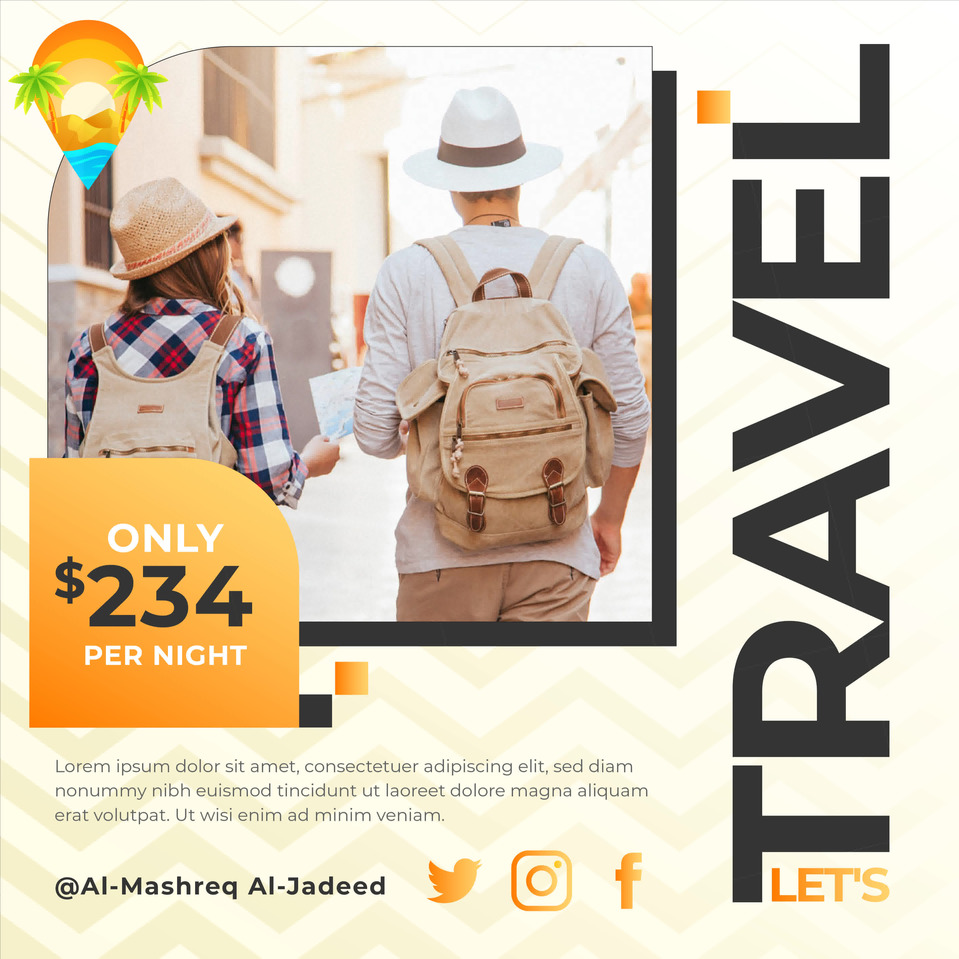 LET'S
TRAVEL
ONLY
$234
PER NIGHT
Lorem ipsum dolor sit amet, consectetuer adipiscing elit, sed diam
nonummy nibh euismod tincidunt ut laoreet dolore magna aliquam
erat volutpat. Ut wisi enim ad minim veniam.
@Al-Mashreq Al-Jadeed